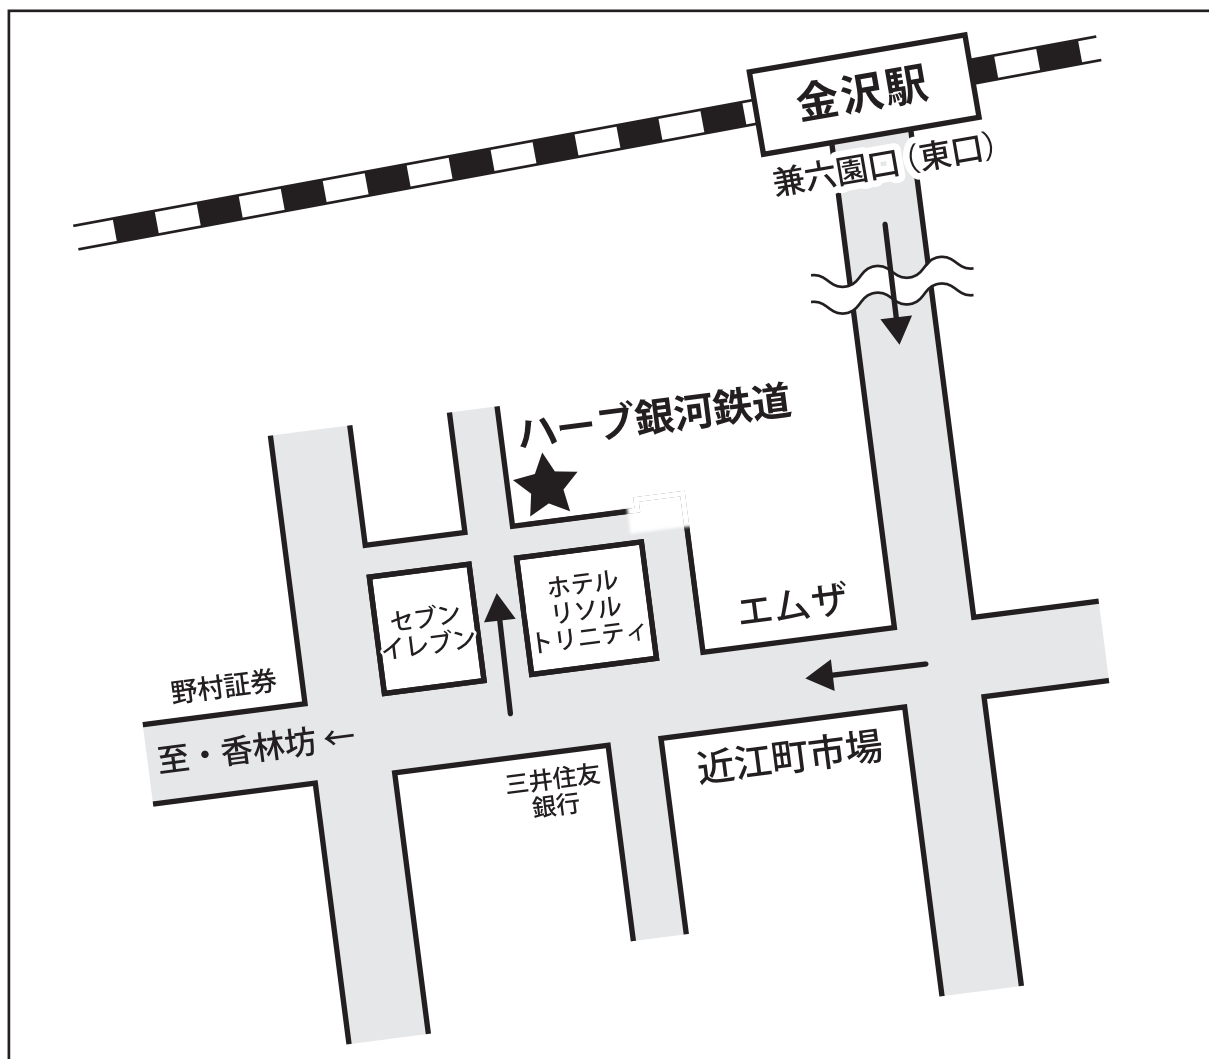 金沢駅
兼六園口（東口）
ハーブ銀河鉄道
セブン
イレブン
ホテル
リソル
トリニティ
エムザ
野村証券
至・香林坊←
近江町市場
三井住友
銀行